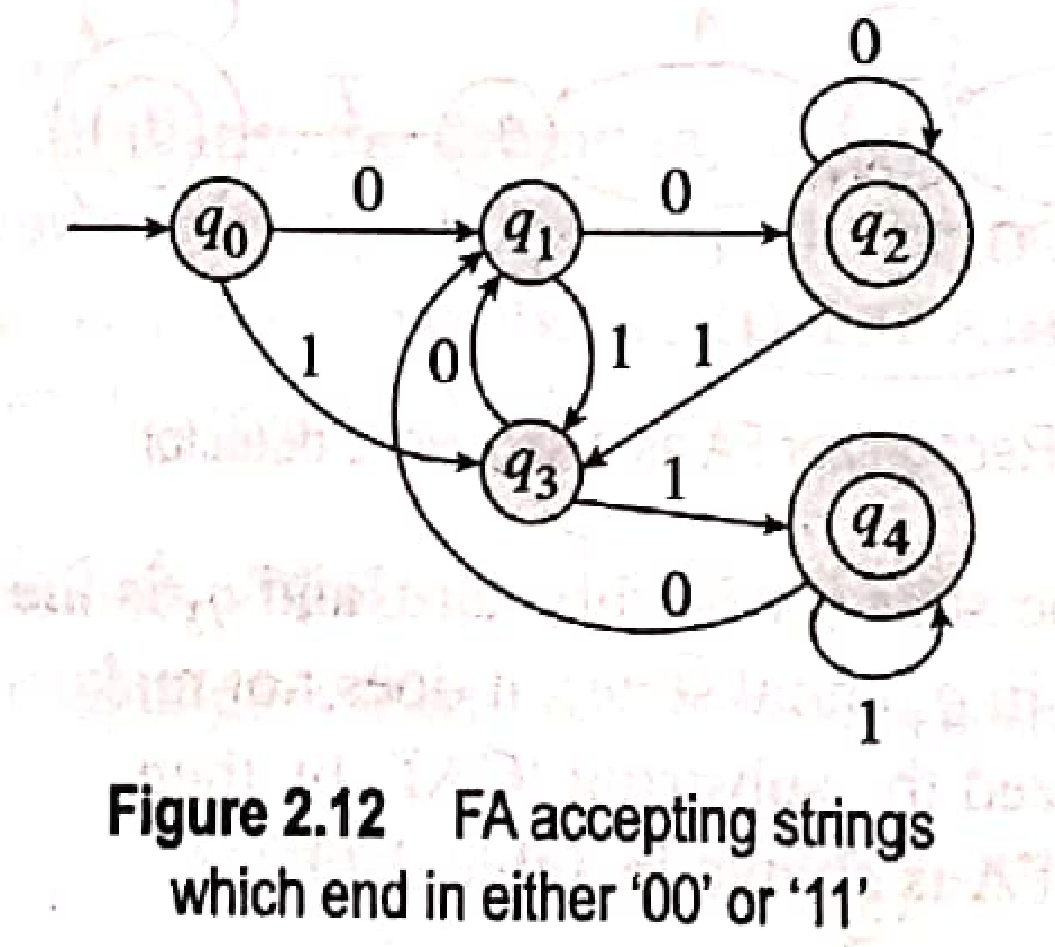 0
0
0
q0
q1
q2
1
0
1
1
q3
1
q4
0
1
Figure 2.12 FA accepting strings
which end in either ‘00’ or ‘11’